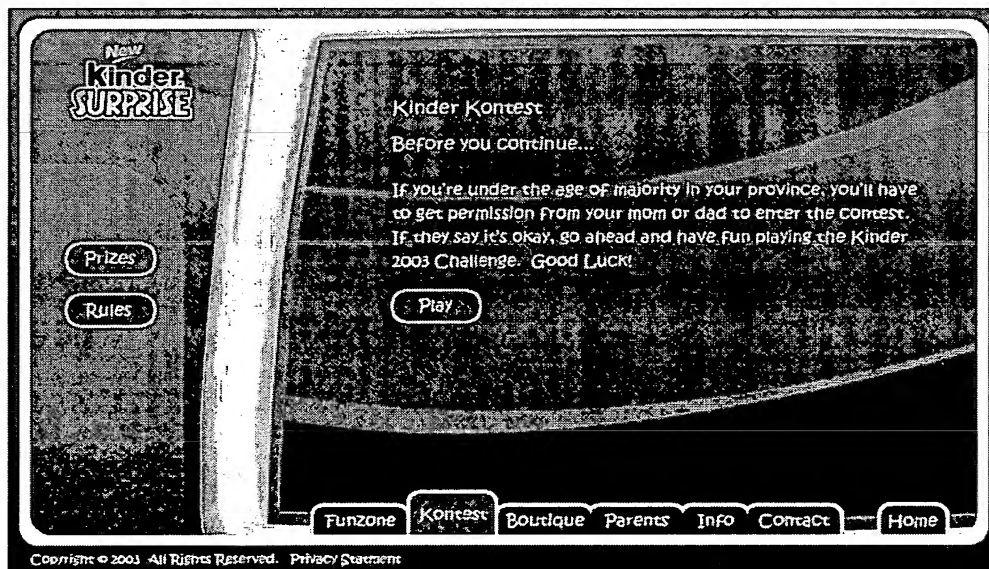 New
Kinder
SURPRISE
Kinder Kontest
Before you continue...
If you're under the age of majority in your province, you'll have
to get permission from your mom or dad to enter the contest.
If they say it's okay, go ahead and have fun playing the Kinder
2003 Challenge. Good Luck!
Prizes
Rules
Play
Funzone Kontest Boutique Parents Info Contact Home
Copyright © 2003 All Rights Reserved. Privacy Statment